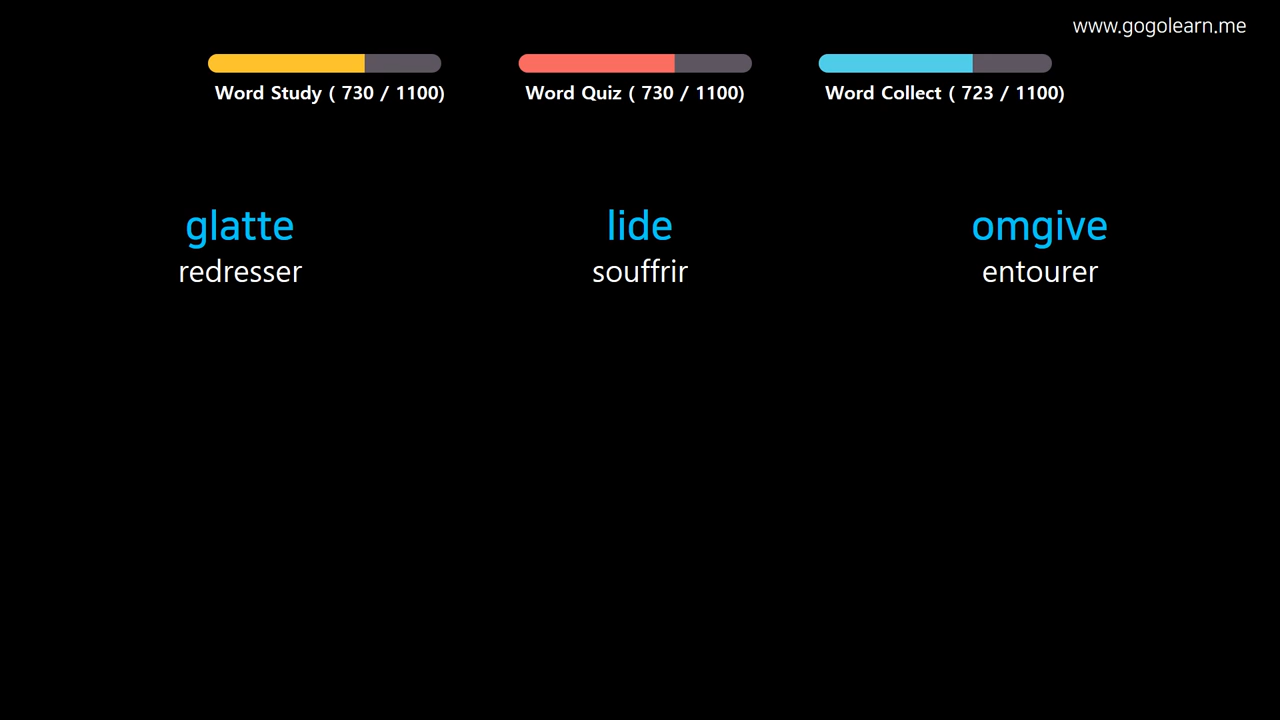 www.gogolearn.me
Word Study ( 730 / 1100)
Word Quiz ( 730 / 1100)
Word Collect ( 723 / 1100)
glatte
redresser
lide
souffrir
omgive
entourer